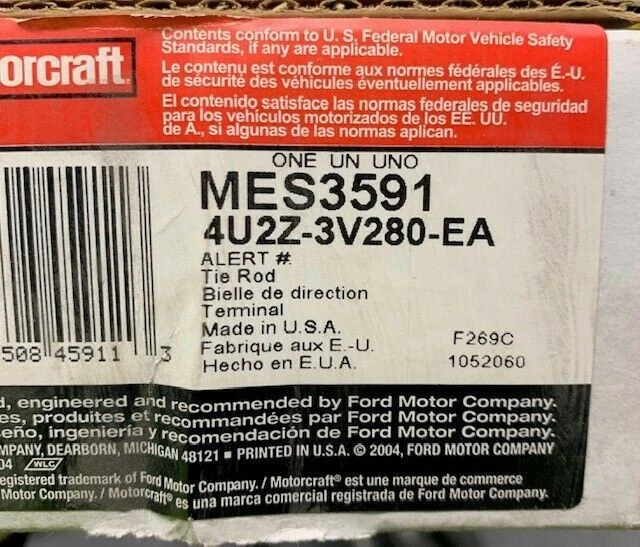 orcraft
Contents conform to U. S. Federal Motor Vehicle Safety
Standards, if any are applicable.
Le contenu est conforme aux normes fédérales des É.-U.
de sécurité des véhicules éventuellement applicables.
El contenido satisface las normas federales de seguridad
para los vehículos motorizados de los EE. UU.
de A., si algunas de las normas aplican.
ONE UN UNO
MES3591
4U2Z-3V280-EA
ALERT #:
Tie Rod
Bielle de direction
Terminal
Made in U.S.A.
Fabrique aux E.-U.
Hecho en E.U.A.
F269C
1052060
508 45911 3
d, engineered and recommended by Ford Motor Company.
es, produites et recommandées par Ford Motor Company.
eño, ingeniería y recomendación de Ford Motor Company.
MPANY, DEARBORN, MICHIGAN 48121 ■ PRINTED IN U.S.A. © 2004, FORD MOTOR COMPANY
04 WLC
egistered trademark of Ford Motor Company. / Motorcraft® est une marque de commerce
Motor Company. / Motorcraft® es una marca comercial registrada de Ford Motor Company.